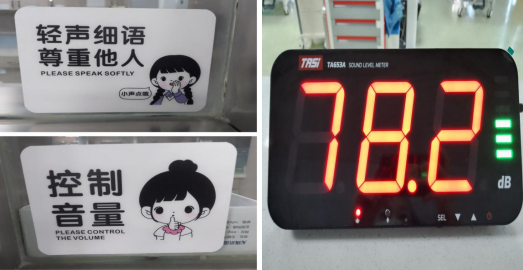 轻声细语
尊重他人
PLEASE SPEAK SOFTLY
小声点哦
控制
音量
PLEASE CONTROL
THE VOLUME
TASI TA653A SOUND LEVEL METER
78.2
dB
SEL